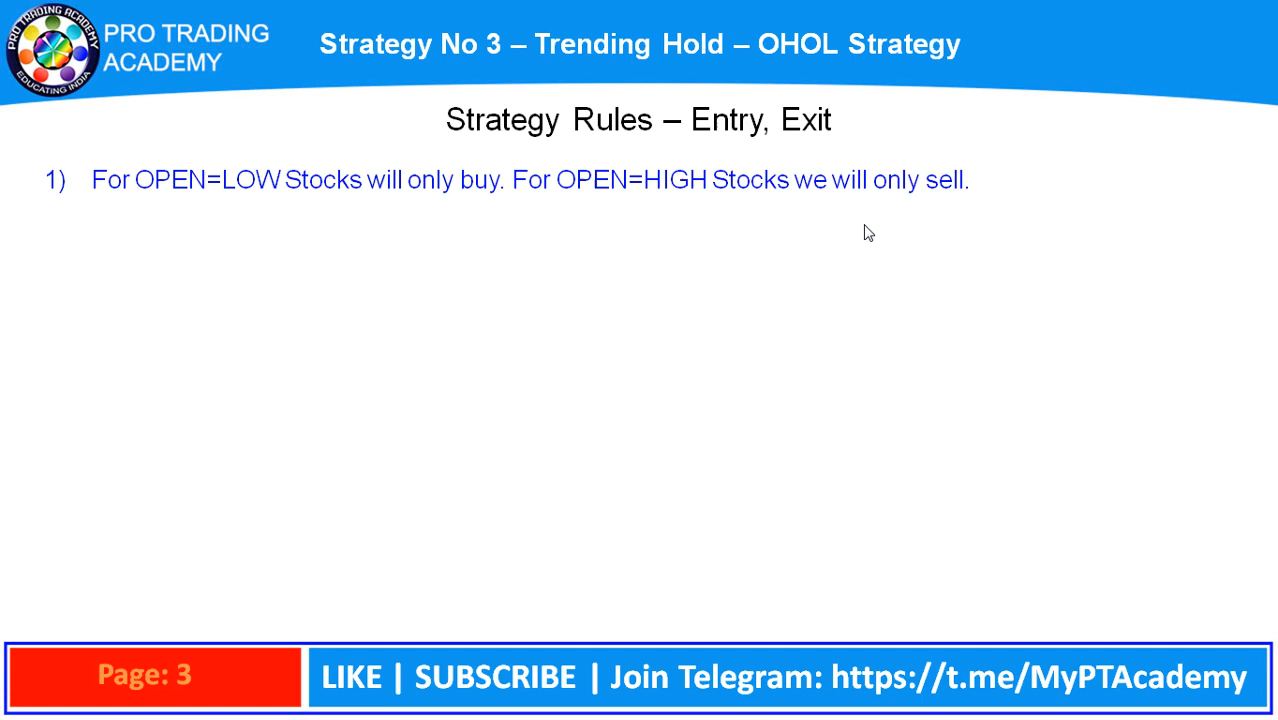 PRO TRADING ACADEMY
EDUCATING INDIA
PRO TRADING
ACADEMY
Strategy No 3 – Trending Hold – OHOL Strategy
Strategy Rules – Entry, Exit
1) For OPEN=LOW Stocks will only buy. For OPEN=HIGH Stocks we will only sell.
Page: 3
LIKE | SUBSCRIBE | Join Telegram: https://t.me/MyPTAcademy